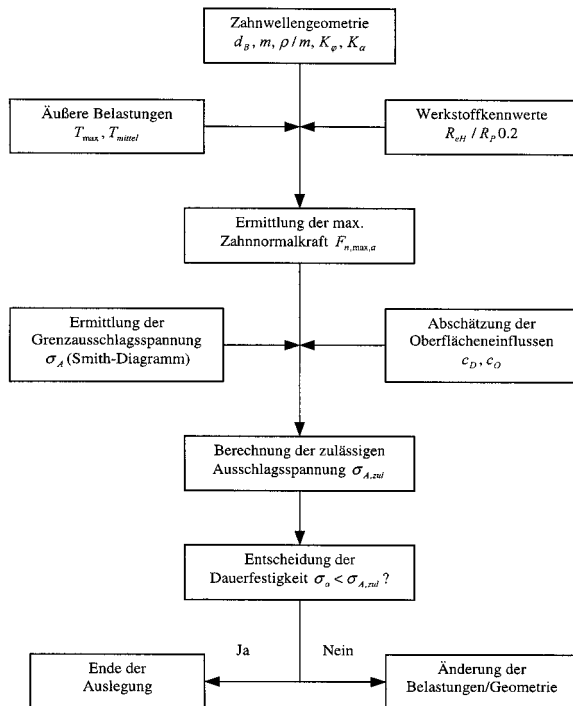 Zahnwellengeometrie
d_B, m, ρ/m, K_φ, K_α
Äußere Belastungen
T_max, T_mittel
Werkstoffkennwerte
R_eH / R_P 0.2
Ermittlung der max.
Zahnnormalkraft F_n,max,a
Ermittlung der
Grenzausschlagsspannung
σ_A (Smith-Diagramm)
Abschätzung der
Oberflächeneinflussen
c_D, c_O
Berechnung der zulässigen
Ausschlagsspannung σ_A,zul
Entscheidung der
Dauerfestigkeit σ_a < σ_A,zul ?
Ja
Nein
Ende der
Auslegung
Änderung der
Belastungen/Geometrie